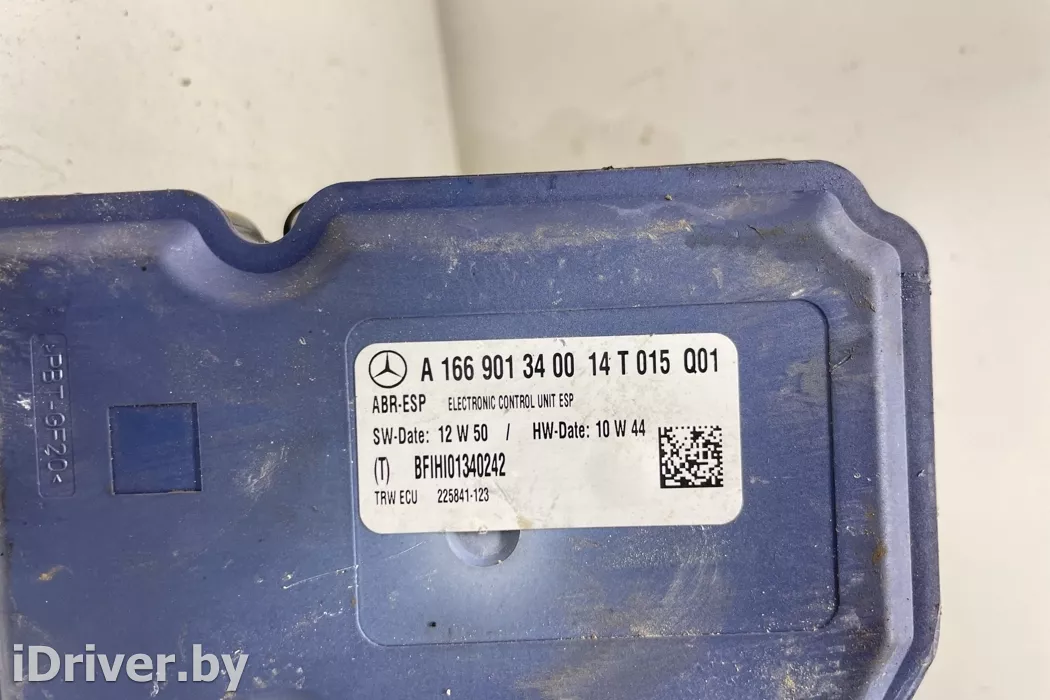 A 166 901 34 00 14 T 015 Q01
ABR-ESP ELECTRONIC CONTROL UNIT ESP
SW-Date: 12 W 50 / HW-Date: 10 W 44
(T) BFIHI01340242
TRW ECU 225841-123
>PBT-GF20<
iDriver.by